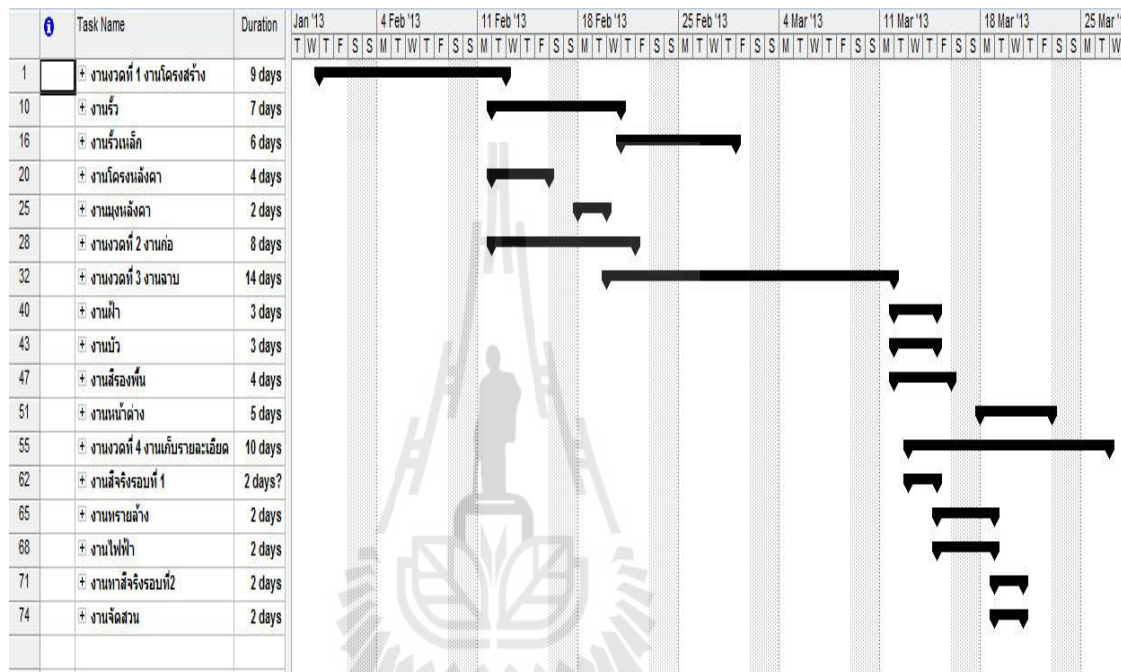 Task Name Duration Jan '13 4 Feb '13 11 Feb '13 18 Feb '13 25 Feb '13 4 Mar '13 11 Mar '13 18 Mar '13 25 Mar '1
T W T F S S M T W T F S S M T W T F S S M T W T F S S M T W T F S S M T W T F S S M T W T F S S M T W T F S S M T W
1 งานงวดที่ 1 งานโครงสร้าง 9 days
10 งานรั้ว 7 days
16 งานรั้วเหล็ก 6 days
20 งานโครงหลังคา 4 days
25 งานมุงหลังคา 2 days
28 งานงวดที่ 2 งานก่อ 8 days
32 งานงวดที่ 3 งานฉาบ 14 days
40 งานฝ้า 3 days
43 งานบัว 3 days
47 งานสีรองพื้น 4 days
51 งานหน้าต่าง 5 days
55 งานงวดที่ 4 งานเก็บรายละเอียด 10 days
62 งานสีจริงรอบที่ 1 2 days?
65 งานทรายล้าง 2 days
68 งานไฟฟ้า 2 days
71 งานทาสีจริงรอบที่2 2 days
74 งานจัดสวน 2 days